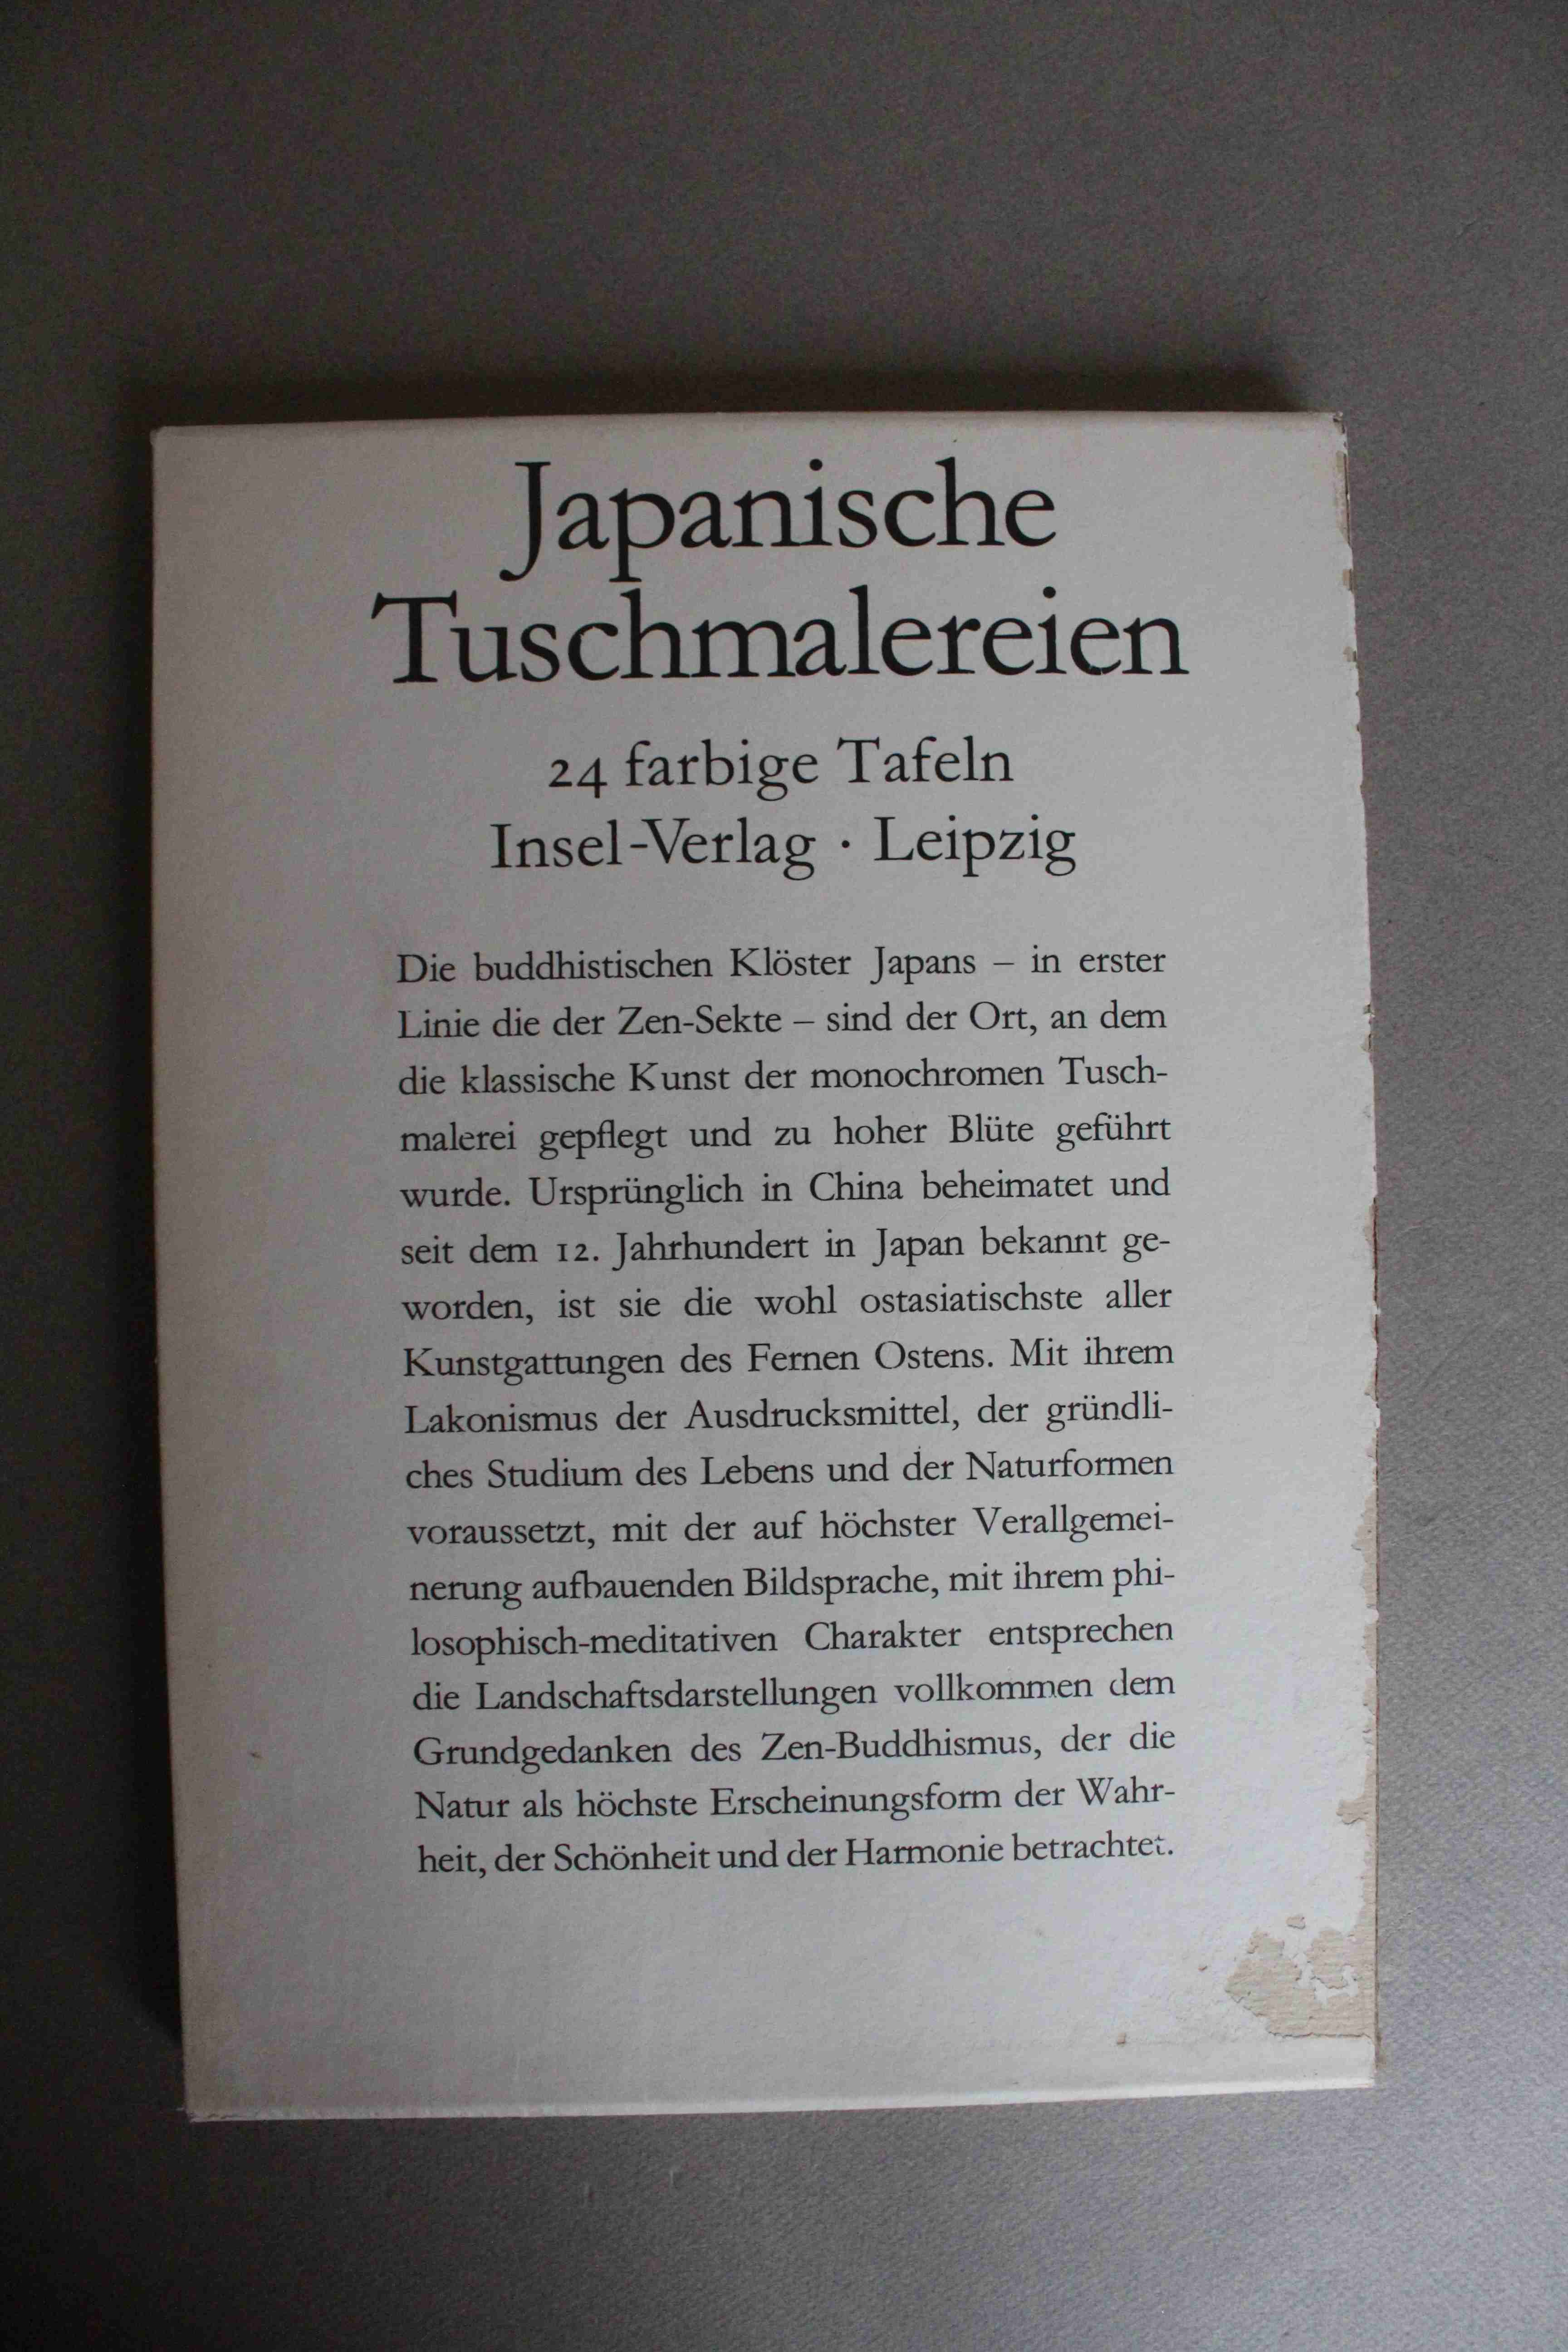 Japanische
Tuschmalereien
24 farbige Tafeln
Insel-Verlag · Leipzig
Die buddhistischen Klöster Japans – in erster
Linie die der Zen-Sekte – sind der Ort, an dem
die klassische Kunst der monochromen Tusch-
malerei gepflegt und zu hoher Blüte geführt
wurde. Ursprünglich in China beheimatet und
seit dem 12. Jahrhundert in Japan bekannt ge-
worden, ist sie die wohl ostasiatischste aller
Kunstgattungen des Fernen Ostens. Mit ihrem
Lakonismus der Ausdrucksmittel, der gründli-
ches Studium des Lebens und der Naturformen
voraussetzt, mit der auf höchster Verallgemei-
nerung aufbauenden Bildsprache, mit ihrem phi-
losophisch-meditativen Charakter entsprechen
die Landschaftsdarstellungen vollkommen dem
Grundgedanken des Zen-Buddhismus, der die
Natur als höchste Erscheinungsform der Wahr-
heit, der Schönheit und der Harmonie betrachtet.